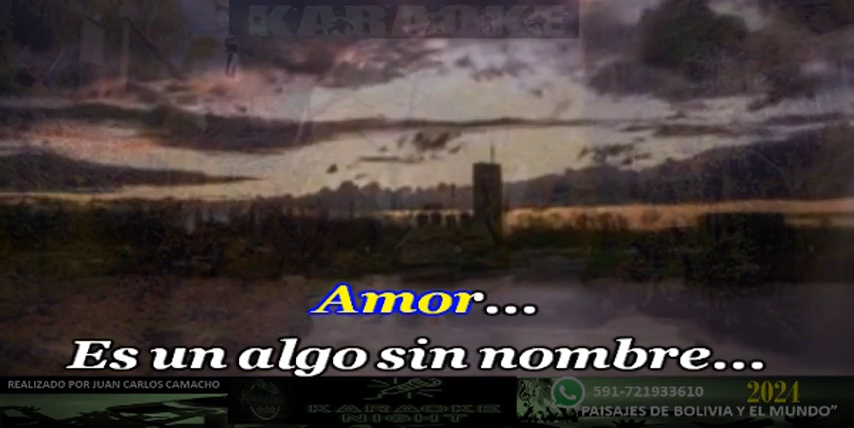 KARAOKE
Amor...
Es un algo sin nombre...
REALIZADO POR JUAN CARLOS CAMACHO
KARAOKE
NIGHT
591-721933610
2024
"PAISAJES DE BOLIVIA Y EL MUNDO"